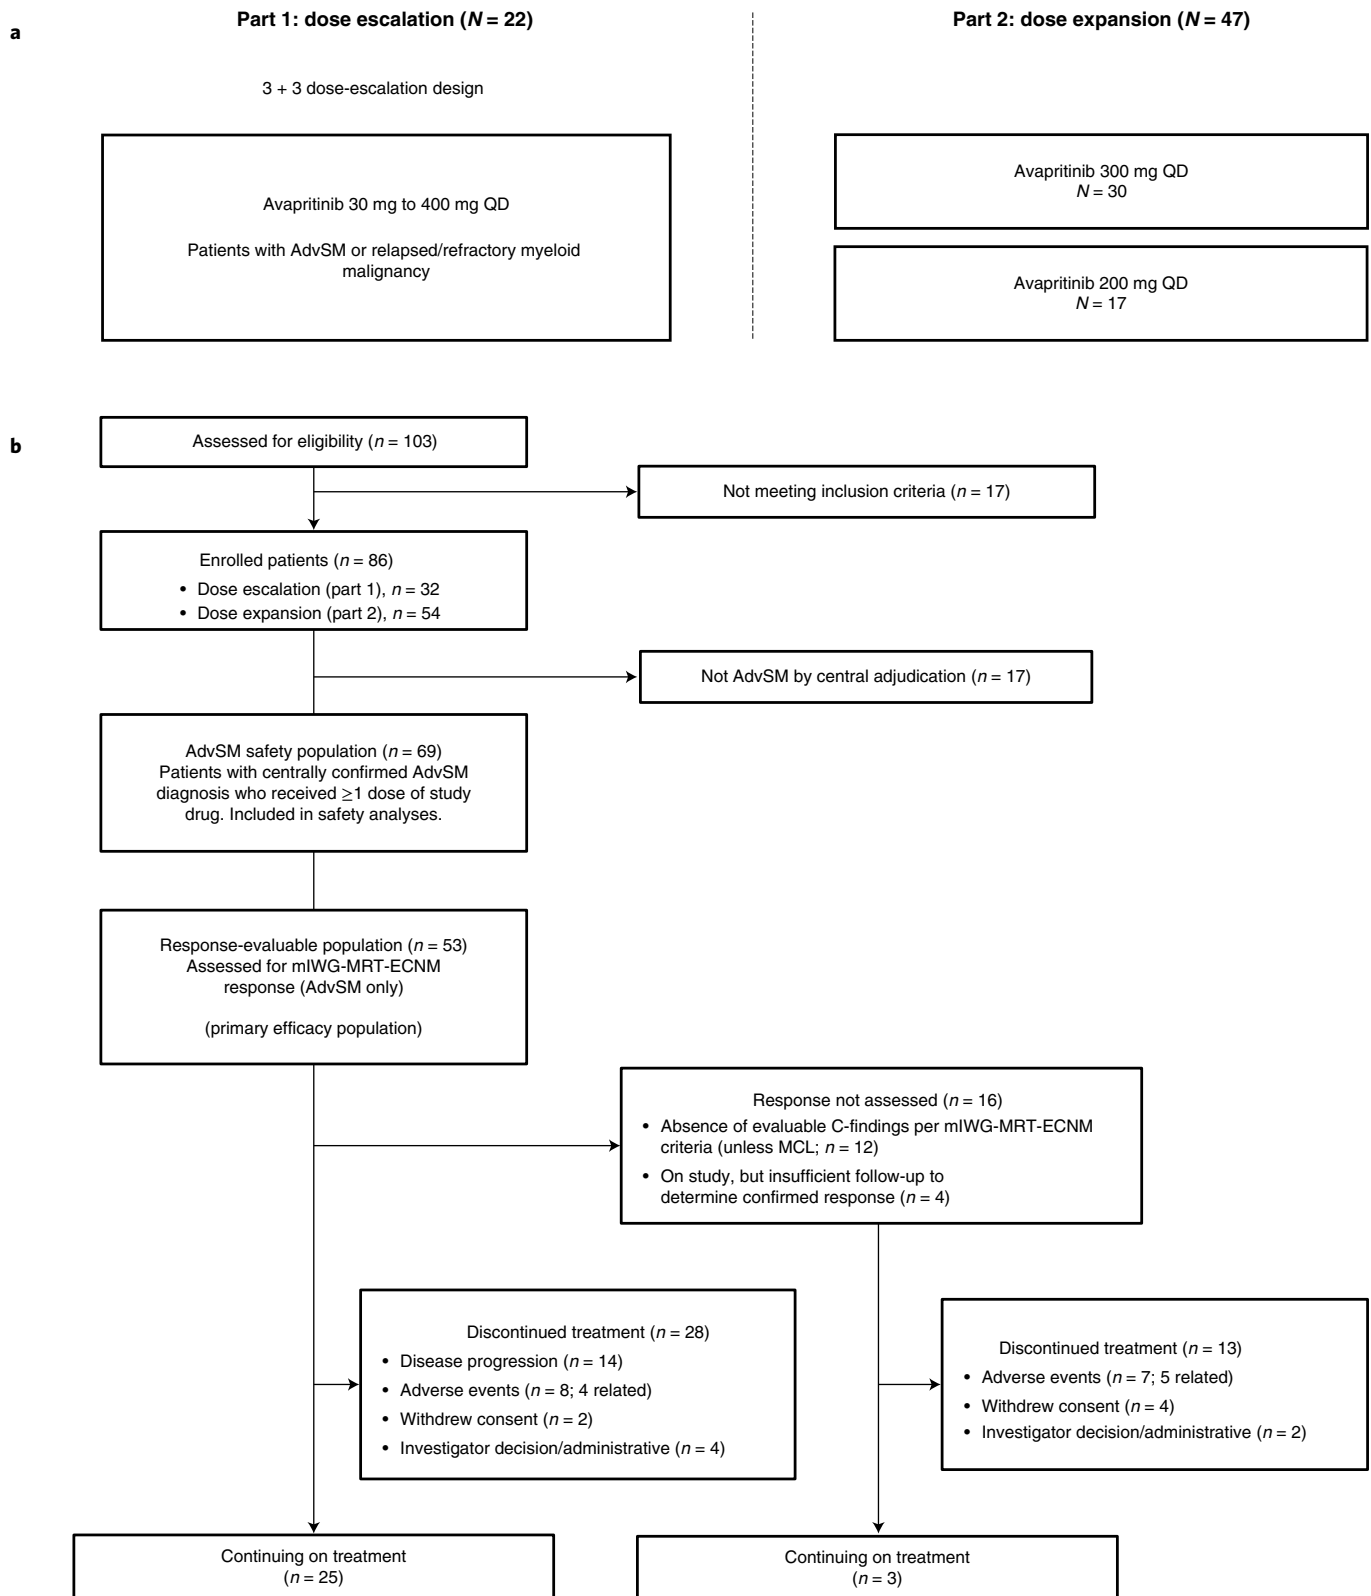 a
Part 1: dose escalation (N = 22)
Part 2: dose expansion (N = 47)
3 + 3 dose-escalation design
Avapritinib 30 mg to 400 mg QD
Patients with AdvSM or relapsed/refractory myeloid
malignancy
Avapritinib 300 mg QD
N = 30
Avapritinib 200 mg QD
N = 17
b
Assessed for eligibility (n = 103)
Not meeting inclusion criteria (n = 17)
Enrolled patients (n = 86)
• Dose escalation (part 1), n = 32
• Dose expansion (part 2), n = 54
Not AdvSM by central adjudication (n = 17)
AdvSM safety population (n = 69)
Patients with centrally confirmed AdvSM
diagnosis who received ≥1 dose of study
drug. Included in safety analyses.
Response-evaluable population (n = 53)
Assessed for mIWG-MRT-ECNM
response (AdvSM only)
(primary efficacy population)
Response not assessed (n = 16)
• Absence of evaluable C-findings per mIWG-MRT-ECNM
criteria (unless MCL; n = 12)
• On study, but insufficient follow-up to
determine confirmed response (n = 4)
Discontinued treatment (n = 28)
• Disease progression (n = 14)
• Adverse events (n = 8; 4 related)
• Withdrew consent (n = 2)
• Investigator decision/administrative (n = 4)
Discontinued treatment (n = 13)
• Adverse events (n = 7; 5 related)
• Withdrew consent (n = 4)
• Investigator decision/administrative (n = 2)
Continuing on treatment
(n = 25)
Continuing on treatment
(n = 3)